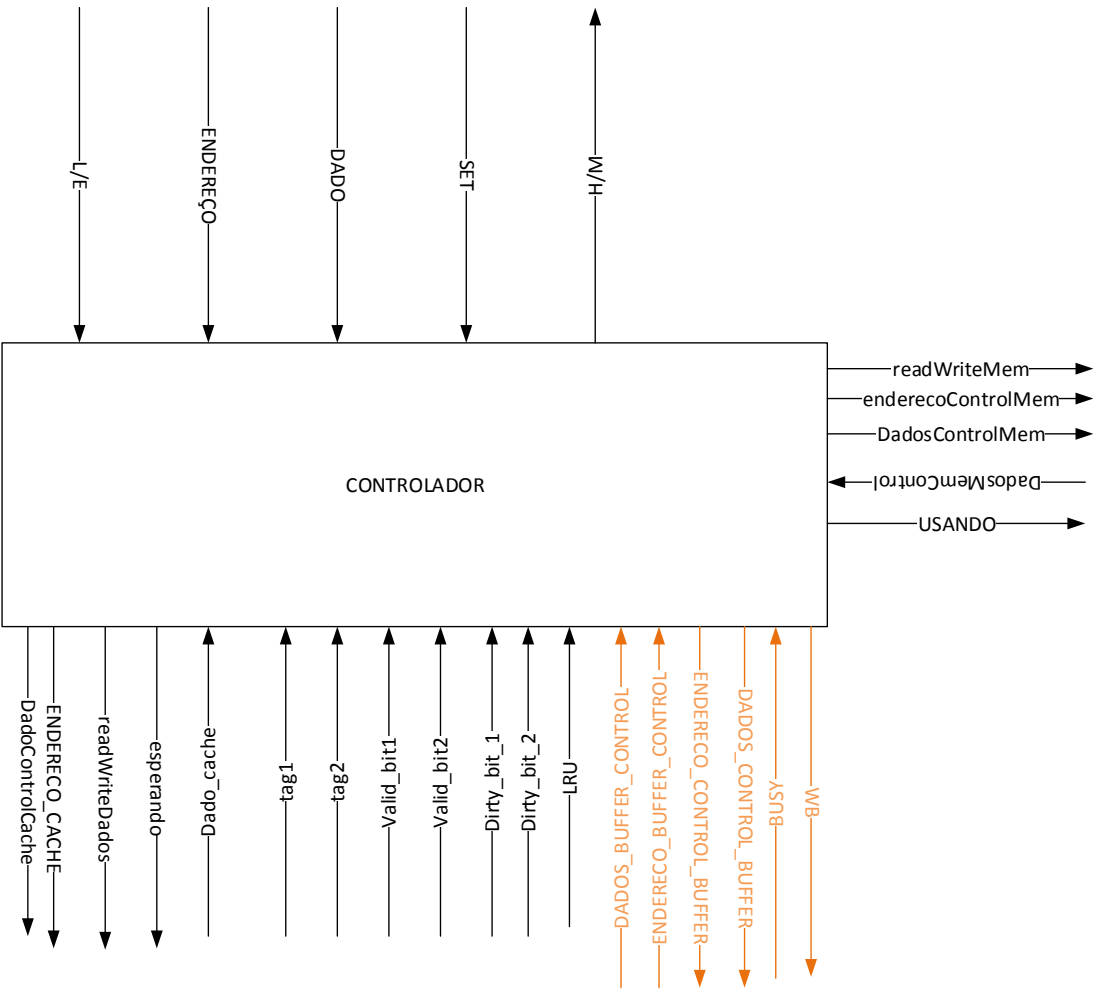 L/E
ENDEREÇO
DADO
SET
M/H
readWriteMem
enderecoControlMem
DadosControlMem
DadosMemControl
USANDO
CONTROLADOR
DadoControlCache
ENDERECO_CACHE
readWriteDados
esperando
Dado_cache
tag1
tag2
Valid_bit1
Valid_bit2
Dirty_bit_1
Dirty_bit_2
LRU
DADOS_BUFFER_CONTROL
ENDERECO_BUFFER_CONTROL
ENDERECO_CONTROL_BUFFER
DADOS_CONTROL_BUFFER
BUSY
WB